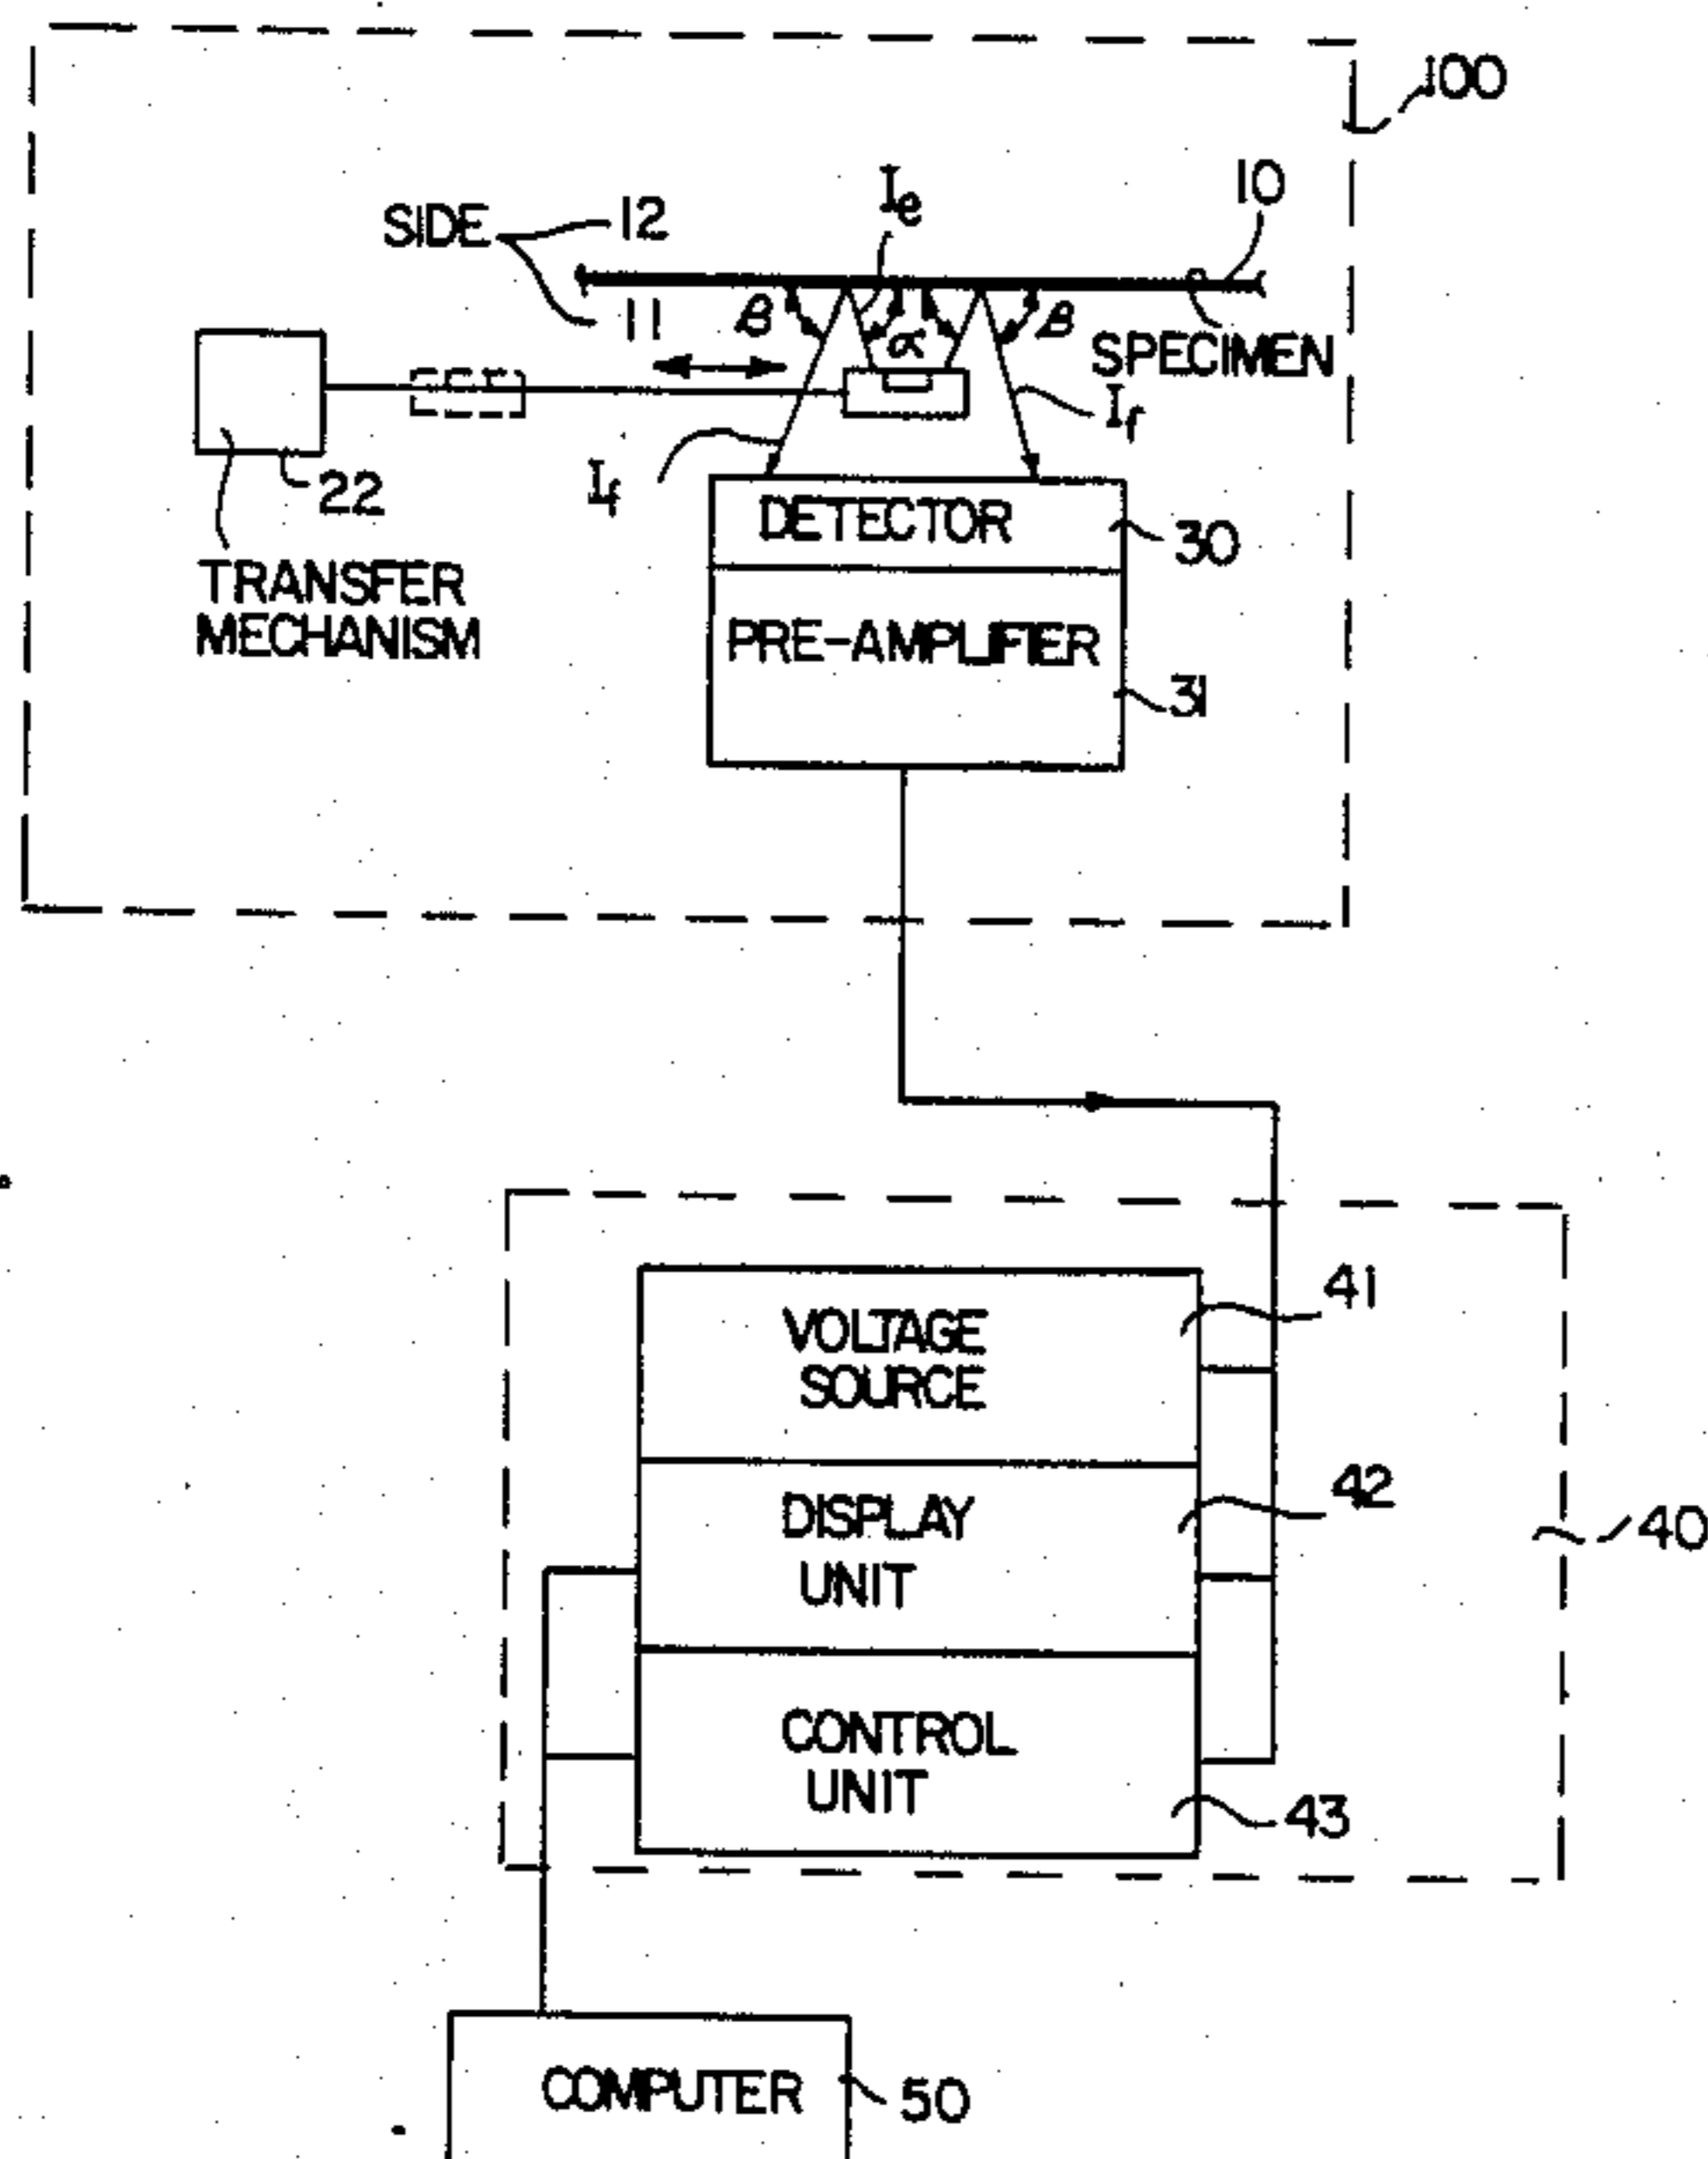 100
10
Ie
SIDE 12
11
β α β
SPECIMEN
If
If
22
DETECTOR
30
TRANSFER
MECHANISM
PRE-AMPLIFIER
31
41
VOLTAGE
SOURCE
42
DISPLAY
UNIT
40
CONTROL
UNIT
43
COMPUTER
50